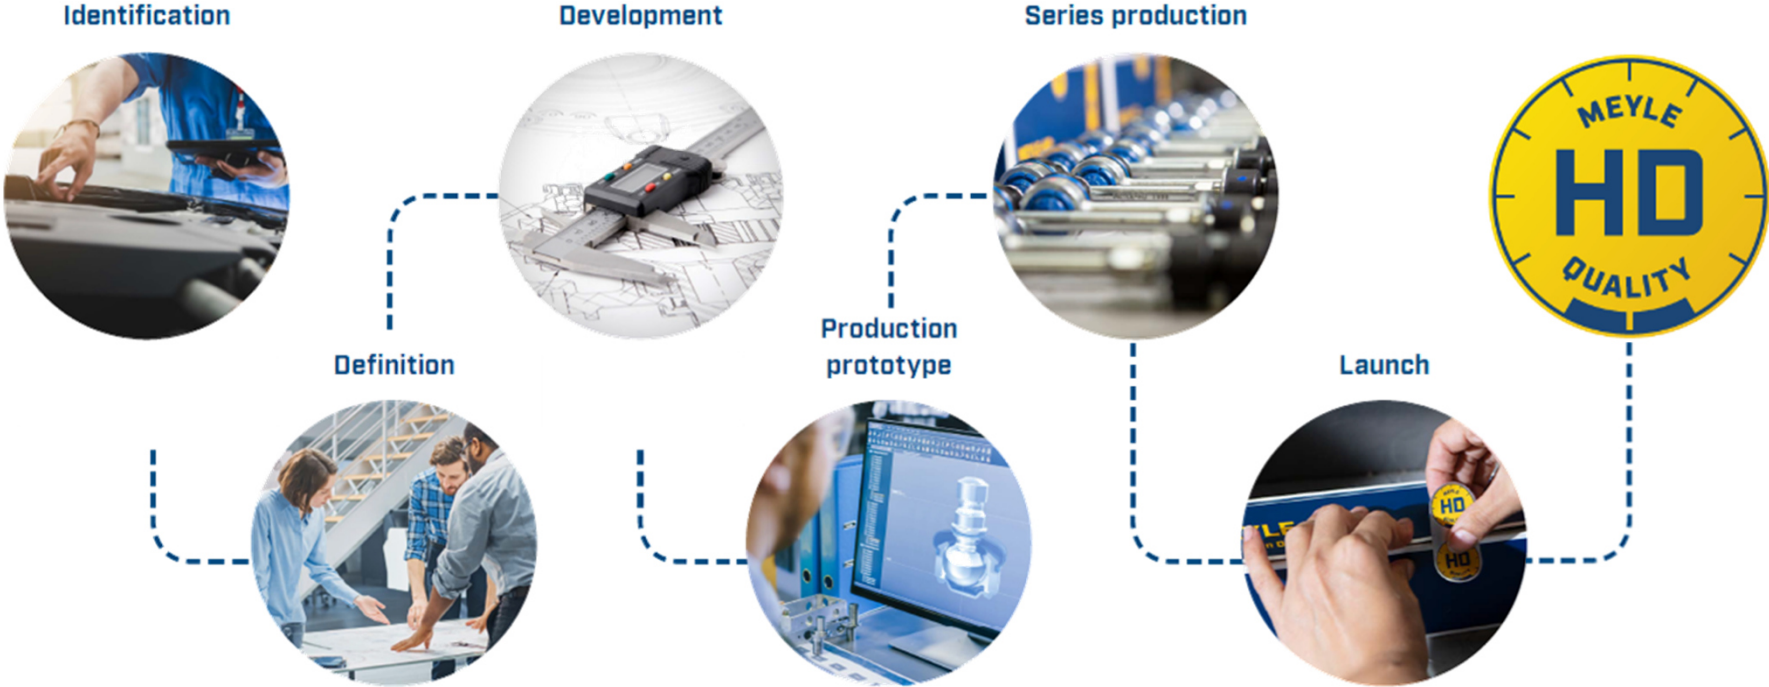 Identification
Development
Series production
MEYLE
HD
QUALITY
Definition
Production
prototype
Launch
HD
HD